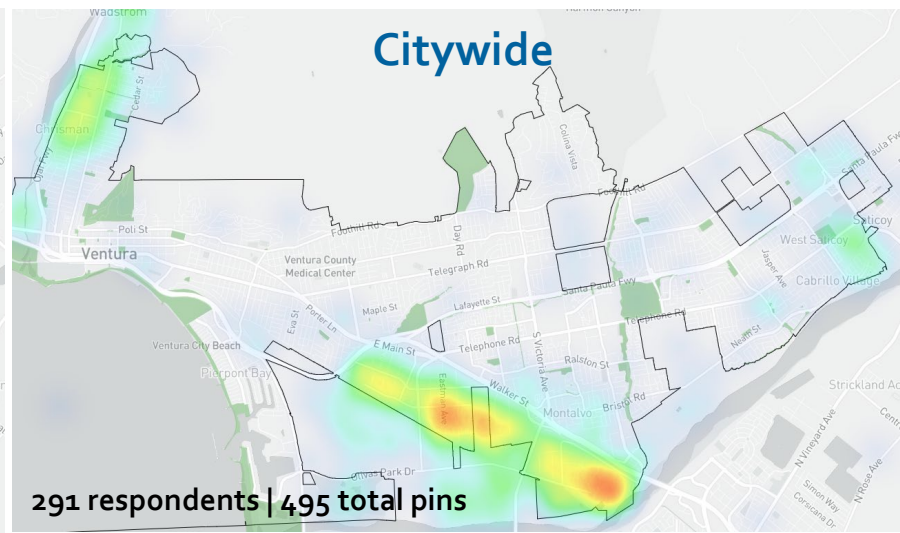 Wadstrom
Citywide
Cedar St
Colina Vista
Chrisman
Santa Paula Fwy
Foothill Rd
Saticoy
Poli St
Foothill Rd
Day Rd
West Saticoy
Ventura
Ventura County
Medical Center
Telegraph Rd
Jasper Ave
Cabrillo Village
Santa Paula Fwy
Maple St
Lafayette St
Porter Ln
Eva St
Telephone Rd
Neath St
Ventura City Beach
E Main St
Telephone Rd
S Victoria Ave
Ralston St
Pierpont Bay
Eastman Ave
Walker St
Montalvo
Bristol Rd
Strickland Ac
N Vineyard Ave
Cent
Olivas Park Dr
N Rose Ave
Simon Way
Corsicana Dr
291 respondents | 495 total pins